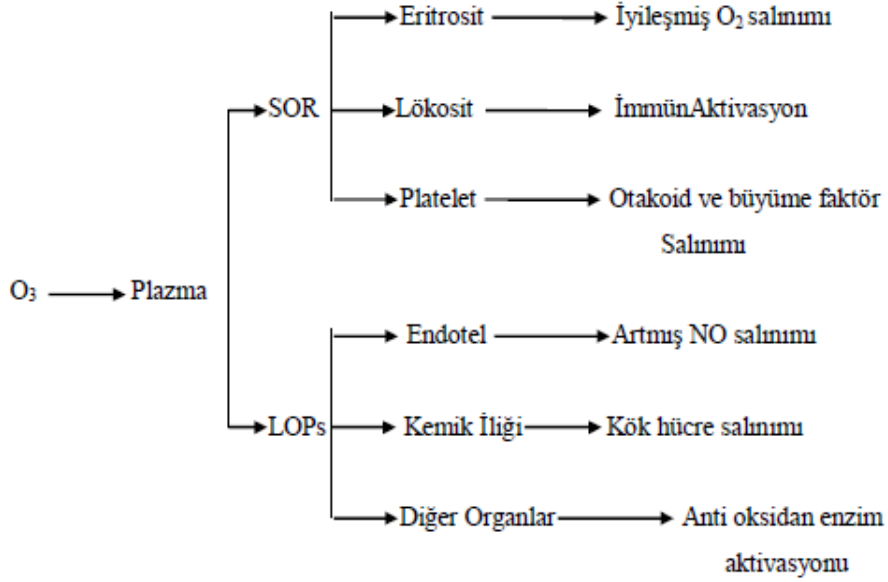 Eritrosit İyileşmiş O₂ salınımı
SOR Lökosit İmmünAktivasyon
Platelet Otakoid ve büyüme faktör
Salınımı
O₃ Plazma
Endotel Artmış NO salınımı
LOPs Kemik İliği Kök hücre salınımı
Diğer Organlar Anti oksidan enzim
aktivasyonu